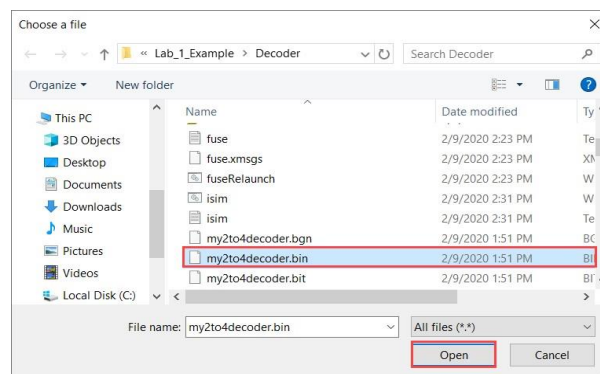 Choose a file
« Lab_1_Example > Decoder Search Decoder
Organize New folder
This PC
3D Objects
Desktop
Documents
Downloads
Music
Pictures
Videos
Local Disk (C:)
Name Date modified Ty
fuse 2/9/2020 2:23 PM Te
fuse.xmsgs 2/9/2020 2:23 PM XN
fuseRelaunch 2/9/2020 2:23 PM W
isim 2/9/2020 2:31 PM W
isim 2/9/2020 2:31 PM Te
my2to4decoder.bgn 2/9/2020 1:51 PM BG
my2to4decoder.bin 2/9/2020 1:51 PM BI
my2to4decoder.bit 2/9/2020 1:51 PM BI
File name: my2to4decoder.bin All files (*.*)
Open Cancel